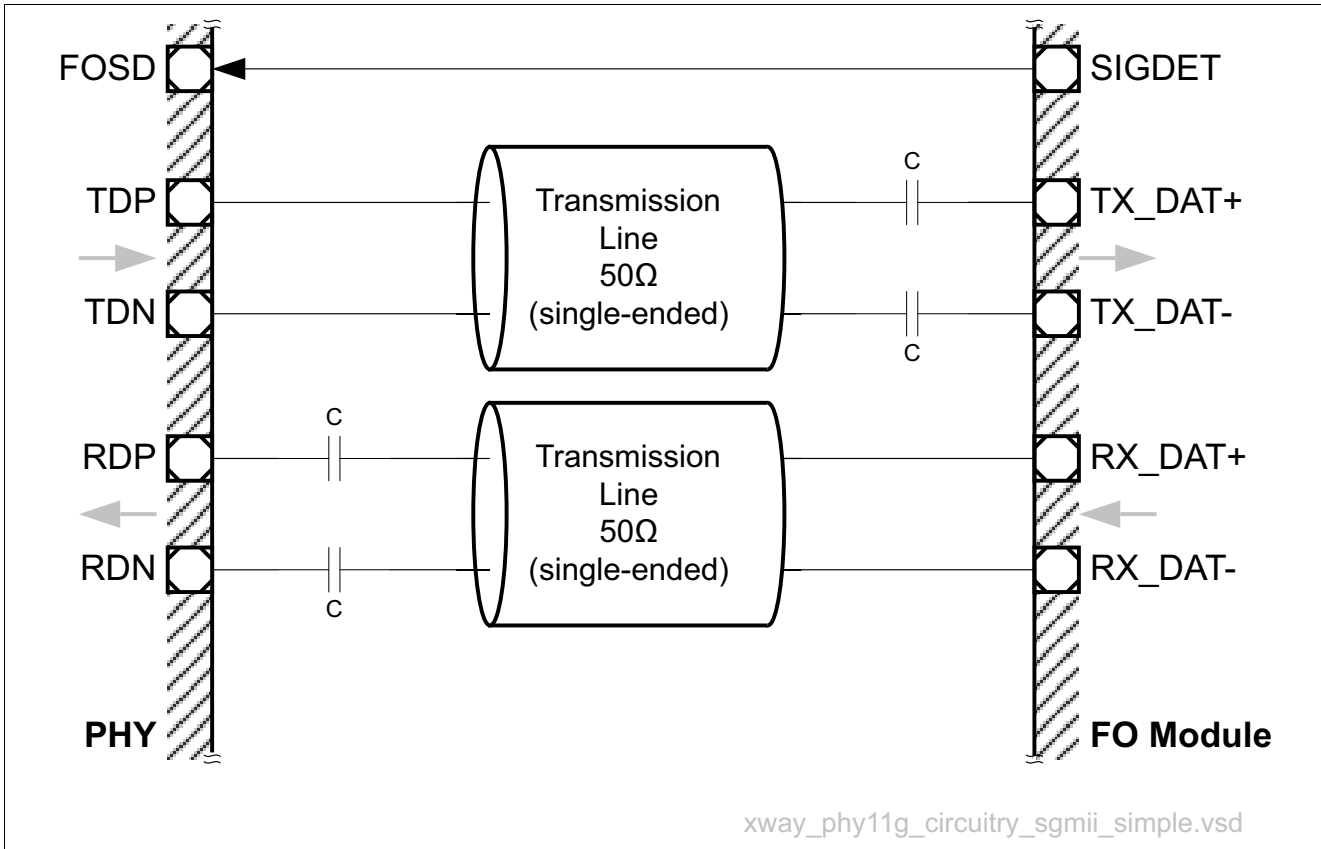 FOSD
SIGDET
C
TDP
Transmission
Line
50Ω
(single-ended)
TX_DAT+
TDN
TX_DAT-
C
C
RDP
Transmission
Line
50Ω
(single-ended)
RX_DAT+
RDN
RX_DAT-
C
PHY
FO Module
xway_phy11g_circuitry_sgmii_simple.vsd